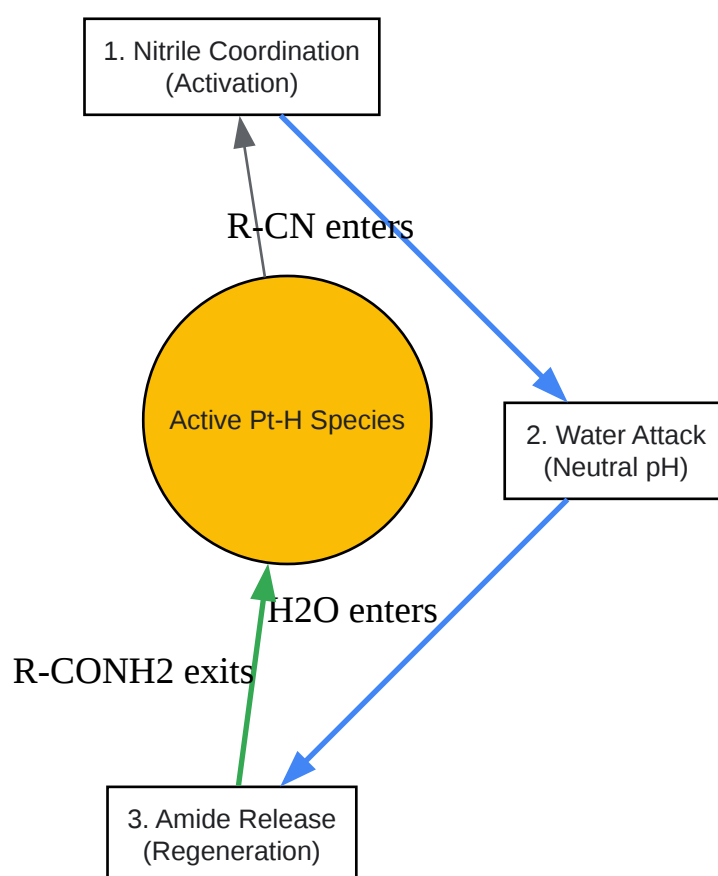 1. Nitrile Coordination
(Activation)
R-CN enters
Active Pt-H Species
2. Water Attack
(Neutral pH)
H2O enters
R-CONH2 exits
3. Amide Release
(Regeneration)